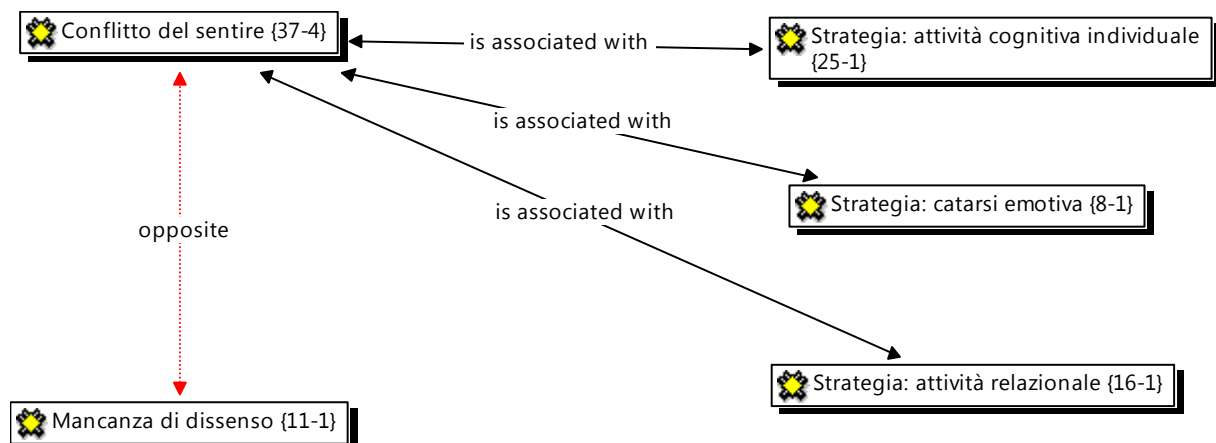 Conflitto del sentire {37-4}
is associated with
Strategia: attività cognitiva individuale
{25-1}
is associated with
Strategia: catarsi emotiva {8-1}
is associated with
opposite
Strategia: attività relazionale {16-1}
Mancanza di dissenso {11-1}